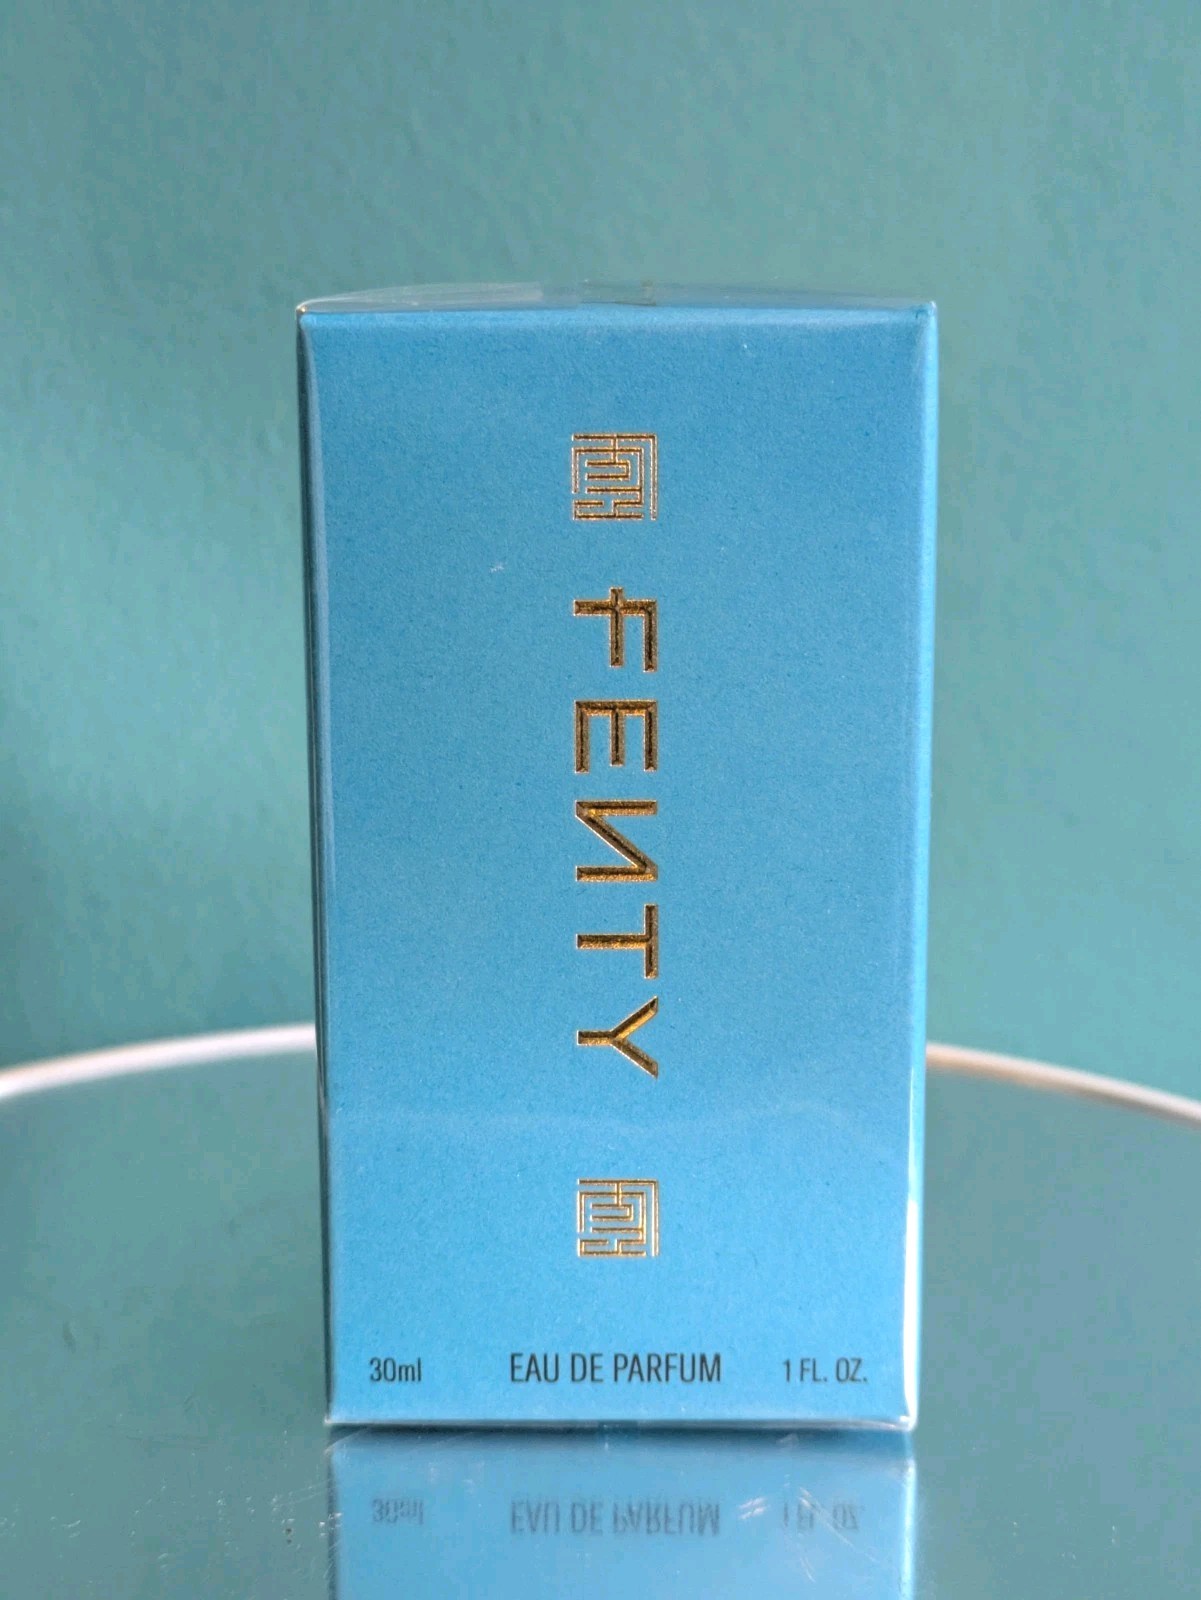 FENTY
30ml EAU DE PARFUM 1 FL. OZ.